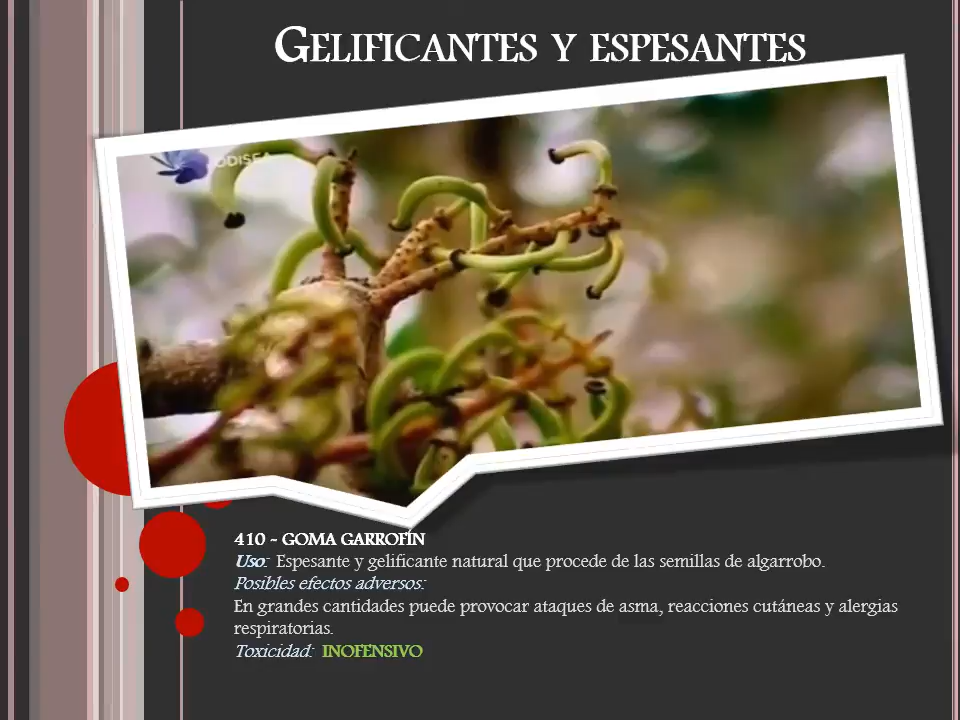 GELIFICANTES Y ESPESANTES
ODISEA
410 - GOMA GARROFÍN
Uso: Espesante y gelificante natural que procede de las semillas de algarrobo.
Posibles efectos adversos:
En grandes cantidades puede provocar ataques de asma, reacciones cutáneas y alergias
respiratorias.
Toxicidad: INOFENSIVO